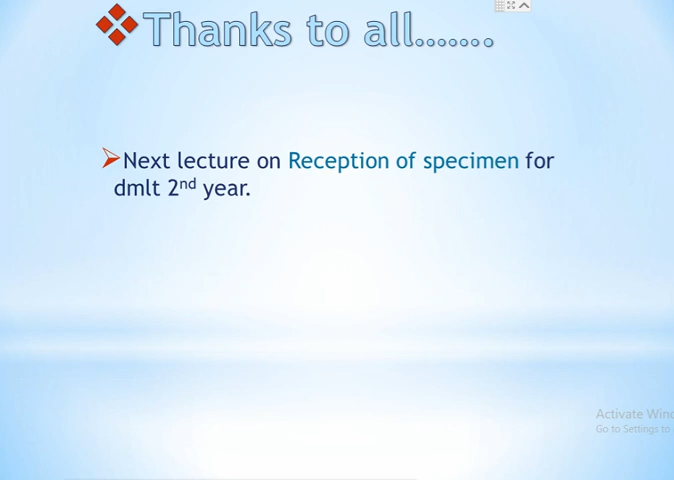 Thanks to all.......
Next lecture on Reception of specimen for
dmlt 2nd year.
Activate Wind
Go to Settings to